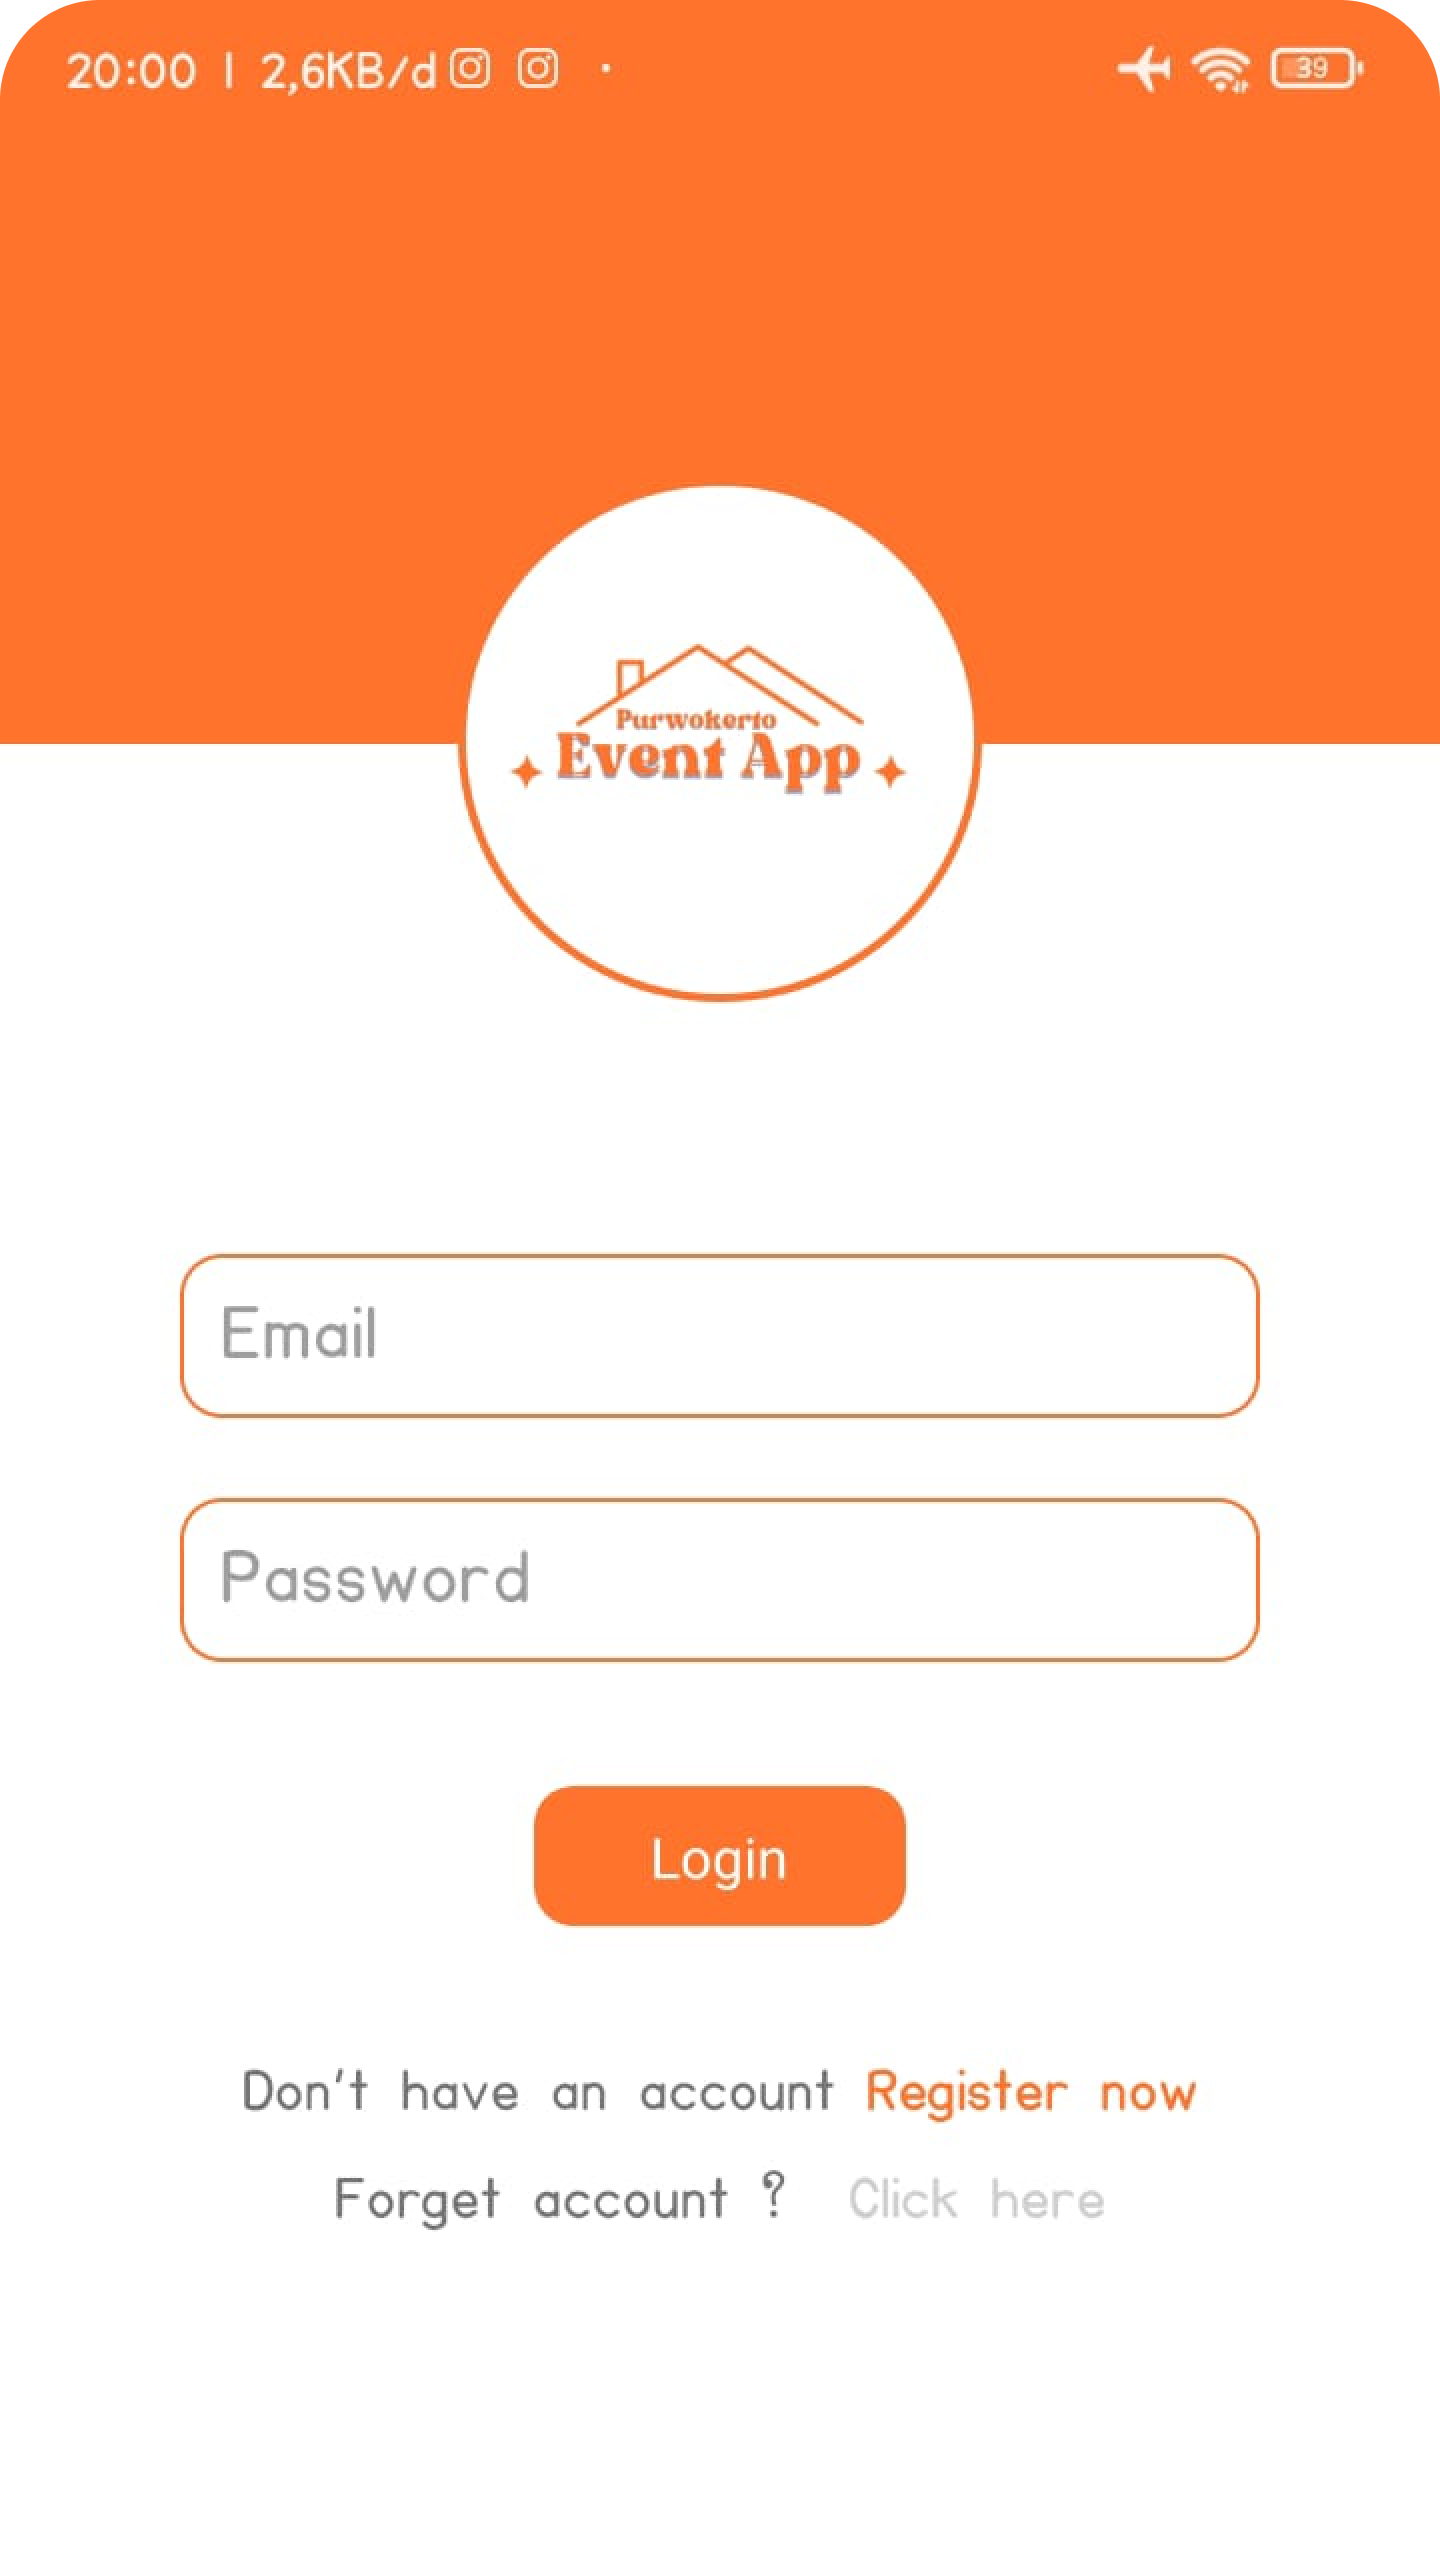 20:00 | 2,6KB/d
39
Purwokerto
Event App
Email
Password
Login
Don't have an account Register now
Forget account ? Click here